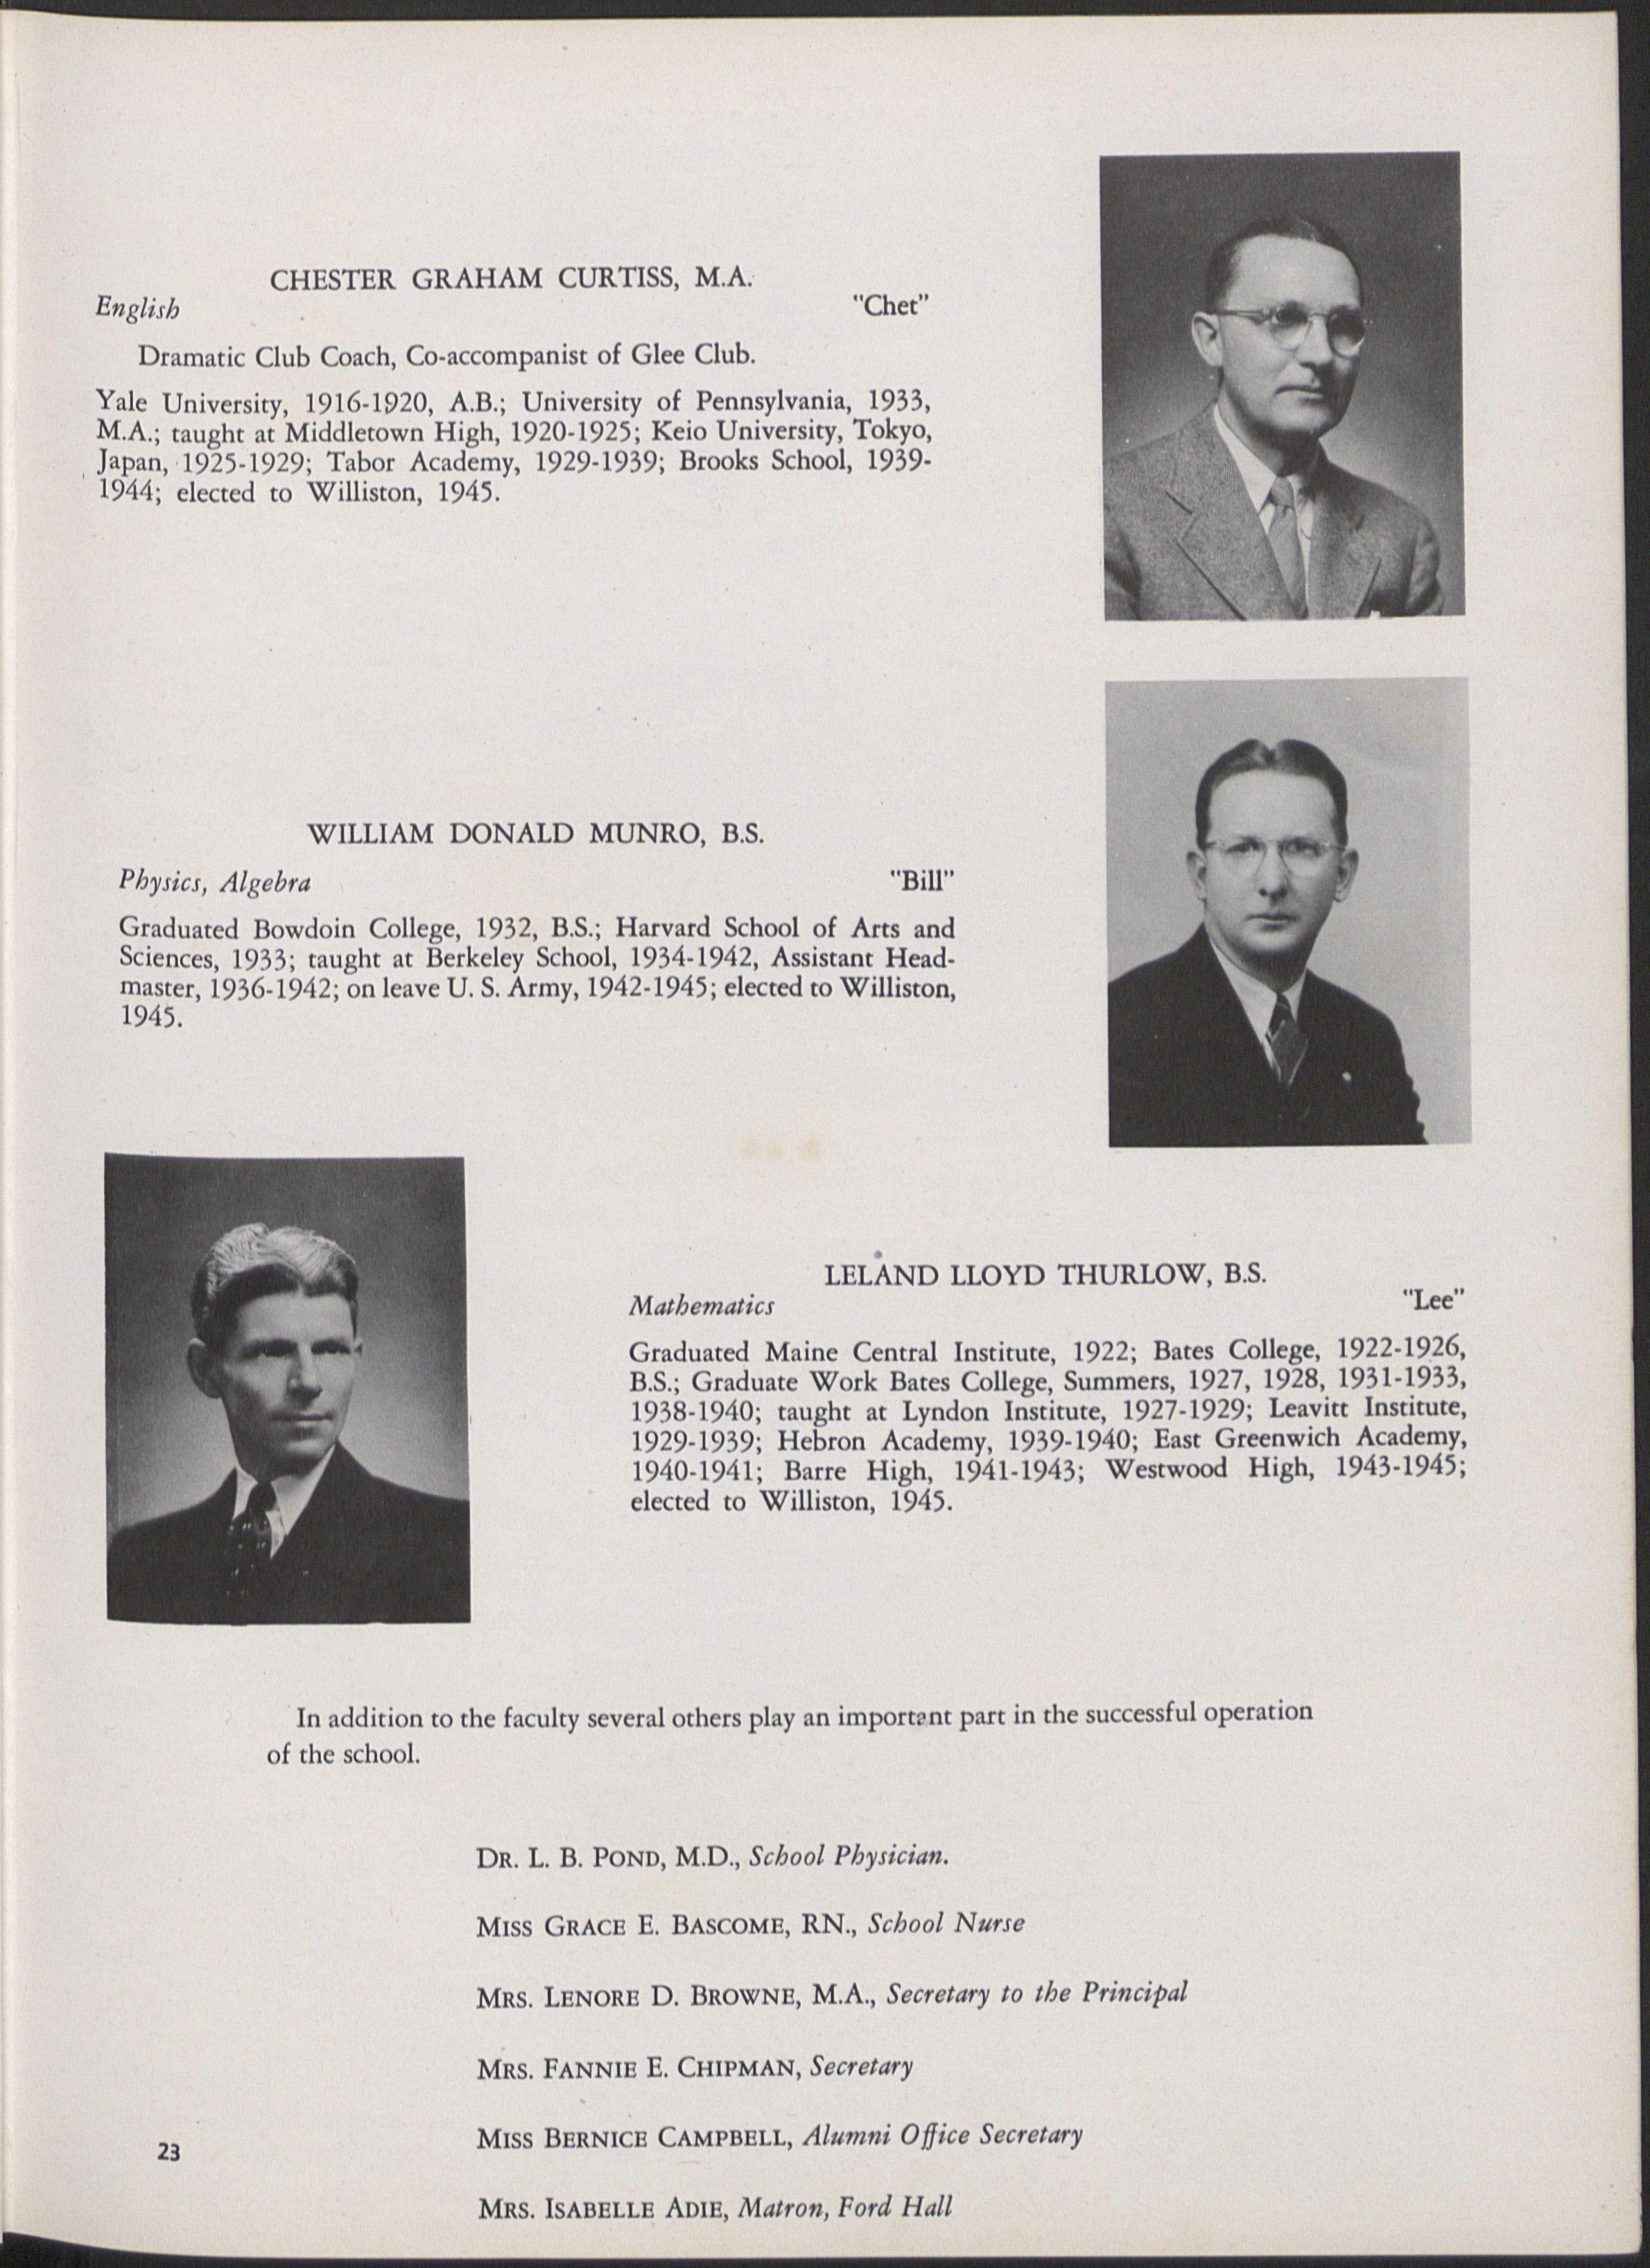 CHESTER GRAHAM CURTISS, M.A.
English "Chet"
Dramatic Club Coach, Co-accompanist of Glee Club.
Yale University, 1916-1920, A.B.; University of Pennsylvania, 1933,
M.A.; taught at Middletown High, 1920-1925; Keio University, Tokyo,
Japan, 1925-1929; Tabor Academy, 1929-1939; Brooks School, 1939-
1944; elected to Williston, 1945.
WILLIAM DONALD MUNRO, B.S.
Physics, Algebra "Bill"
Graduated Bowdoin College, 1932, B.S.; Harvard School of Arts and
Sciences, 1933; taught at Berkeley School, 1934-1942, Assistant Head-
master, 1936-1942; on leave U. S. Army, 1942-1945; elected to Williston,
1945.
LELAND LLOYD THURLOW, B.S.
Mathematics "Lee"
Graduated Maine Central Institute, 1922; Bates College, 1922-1926,
B.S.; Graduate Work Bates College, Summers, 1927, 1928, 1931-1933,
1938-1940; taught at Lyndon Institute, 1927-1929; Leavitt Institute,
1929-1939; Hebron Academy, 1939-1940; East Greenwich Academy,
1940-1941; Barre High, 1941-1943; Westwood High, 1943-1945;
elected to Williston, 1945.
In addition to the faculty several others play an important part in the successful operation
of the school.
DR. L. B. POND, M.D., School Physician.
MISS GRACE E. BASCOME, RN., School Nurse
MRS. LENORE D. BROWNE, M.A., Secretary to the Principal
MRS. FANNIE E. CHIPMAN, Secretary
MISS BERNICE CAMPBELL, Alumni Office Secretary
23
MRS. ISABELLE ADIE, Matron, Ford Hall